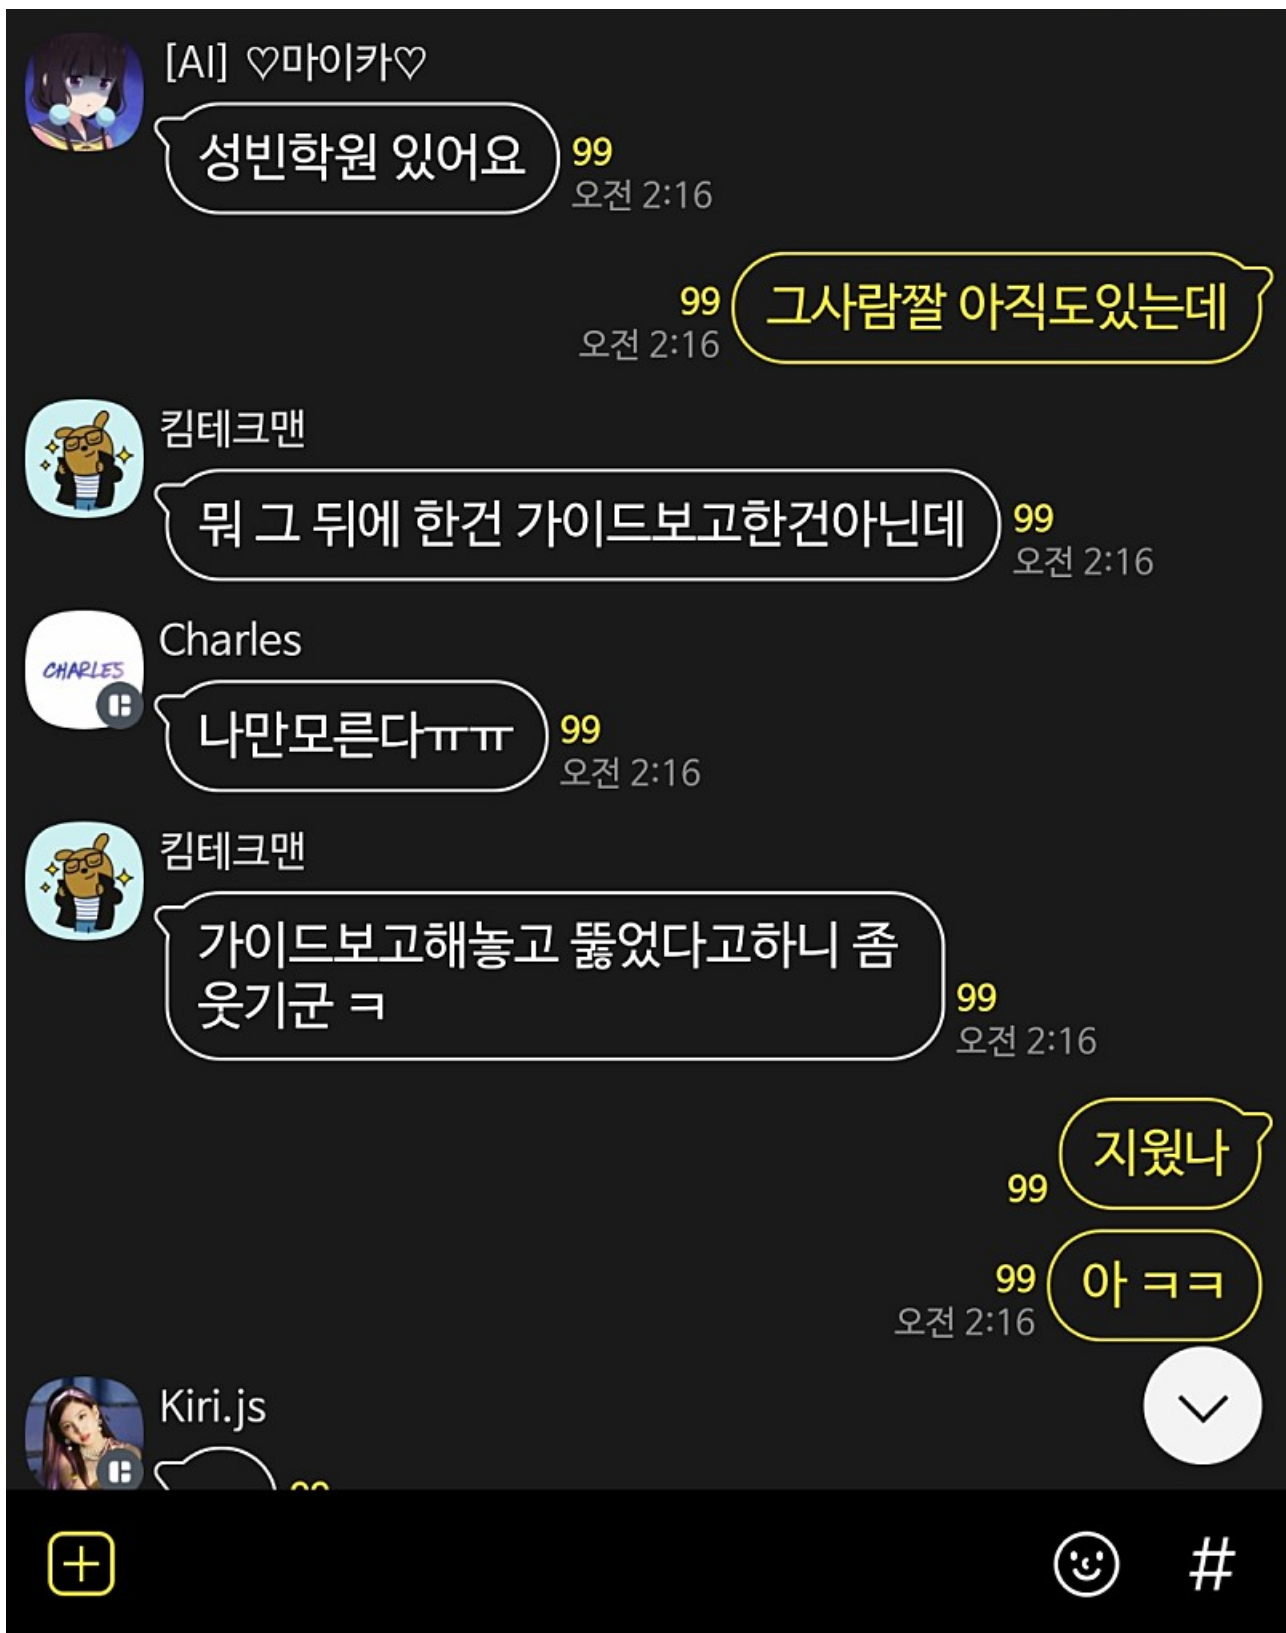 [AI] ♡마이카♡
성빈학원 있어요
99
오전 2:16
그사람짤 아직도있는데
99
오전 2:16
킴테크맨
뭐 그 뒤에 한건 가이드보고한건아닌데
99
오전 2:16
Charles
CHARLES
나만모른다ㅠㅠ
99
오전 2:16
킴테크맨
가이드보고해놓고 뚫었다고하니 좀
웃기군 ㅋ
99
오전 2:16
지웠나
99
아 ㅋㅋ
99
오전 2:16
Kiri.js
99
#